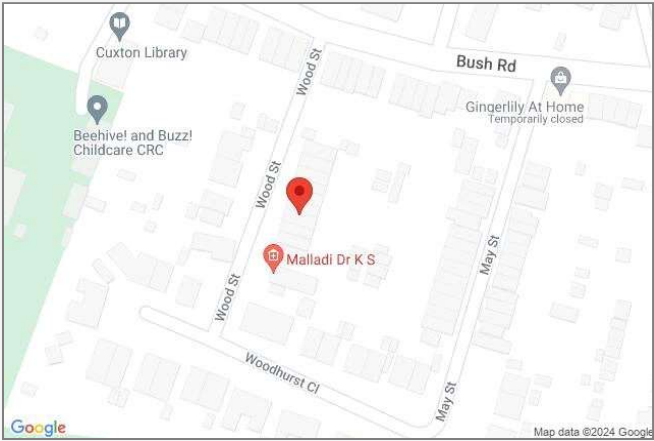 Cuxton Library
Wood St
Bush Rd
Gingerlily At Home
Temporarily closed
Beehive! and Buzz!
Childcare CRC
Wood St
Malladi Dr K S
May St
Wood St
Woodhurst Cl
May St
Google
Map data ©2024 Google